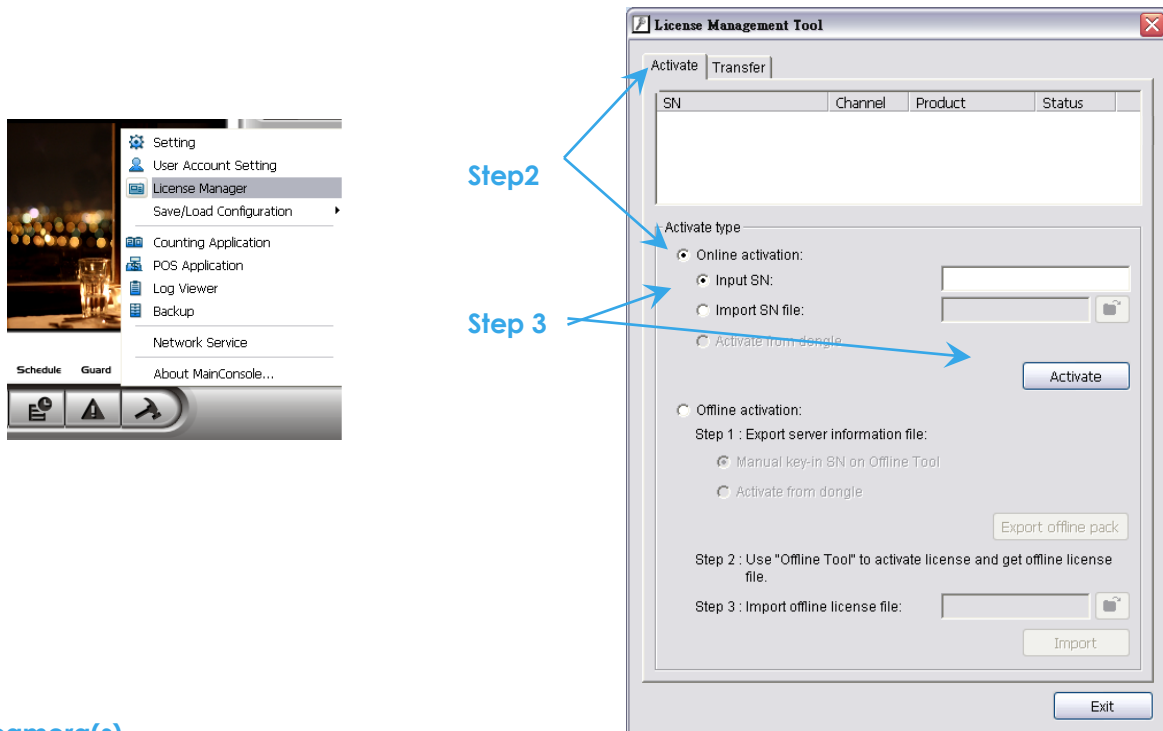 Setting
User Account Setting
License Manager
Save/Load Configuration
Counting Application
POS Application
Log Viewer
Backup
Network Service
About MainConsole...
Schedule Guard
Step2
Step 3
License Management Tool
Activate Transfer
SN Channel Product Status
Activate type
Online activation:
Input SN:
Import SN file:
Activate from dongle
Activate
Offline activation:
Step 1 : Export server information file:
Manual key-in SN on Offline Tool
Activate from dongle
Export offline pack
Step 2 : Use "Offline Tool" to activate license and get offline license
file.
Step 3 : Import offline license file:
Import
Exit